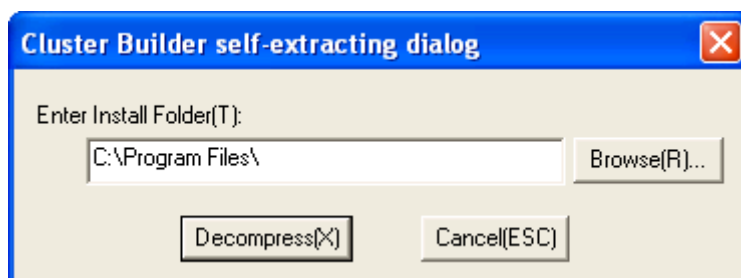 Cluster Builder self-extracting dialog
Enter Install Folder(T):
C:\Program Files\
Browse(R)...
Decompress(X)
Cancel(ESC)